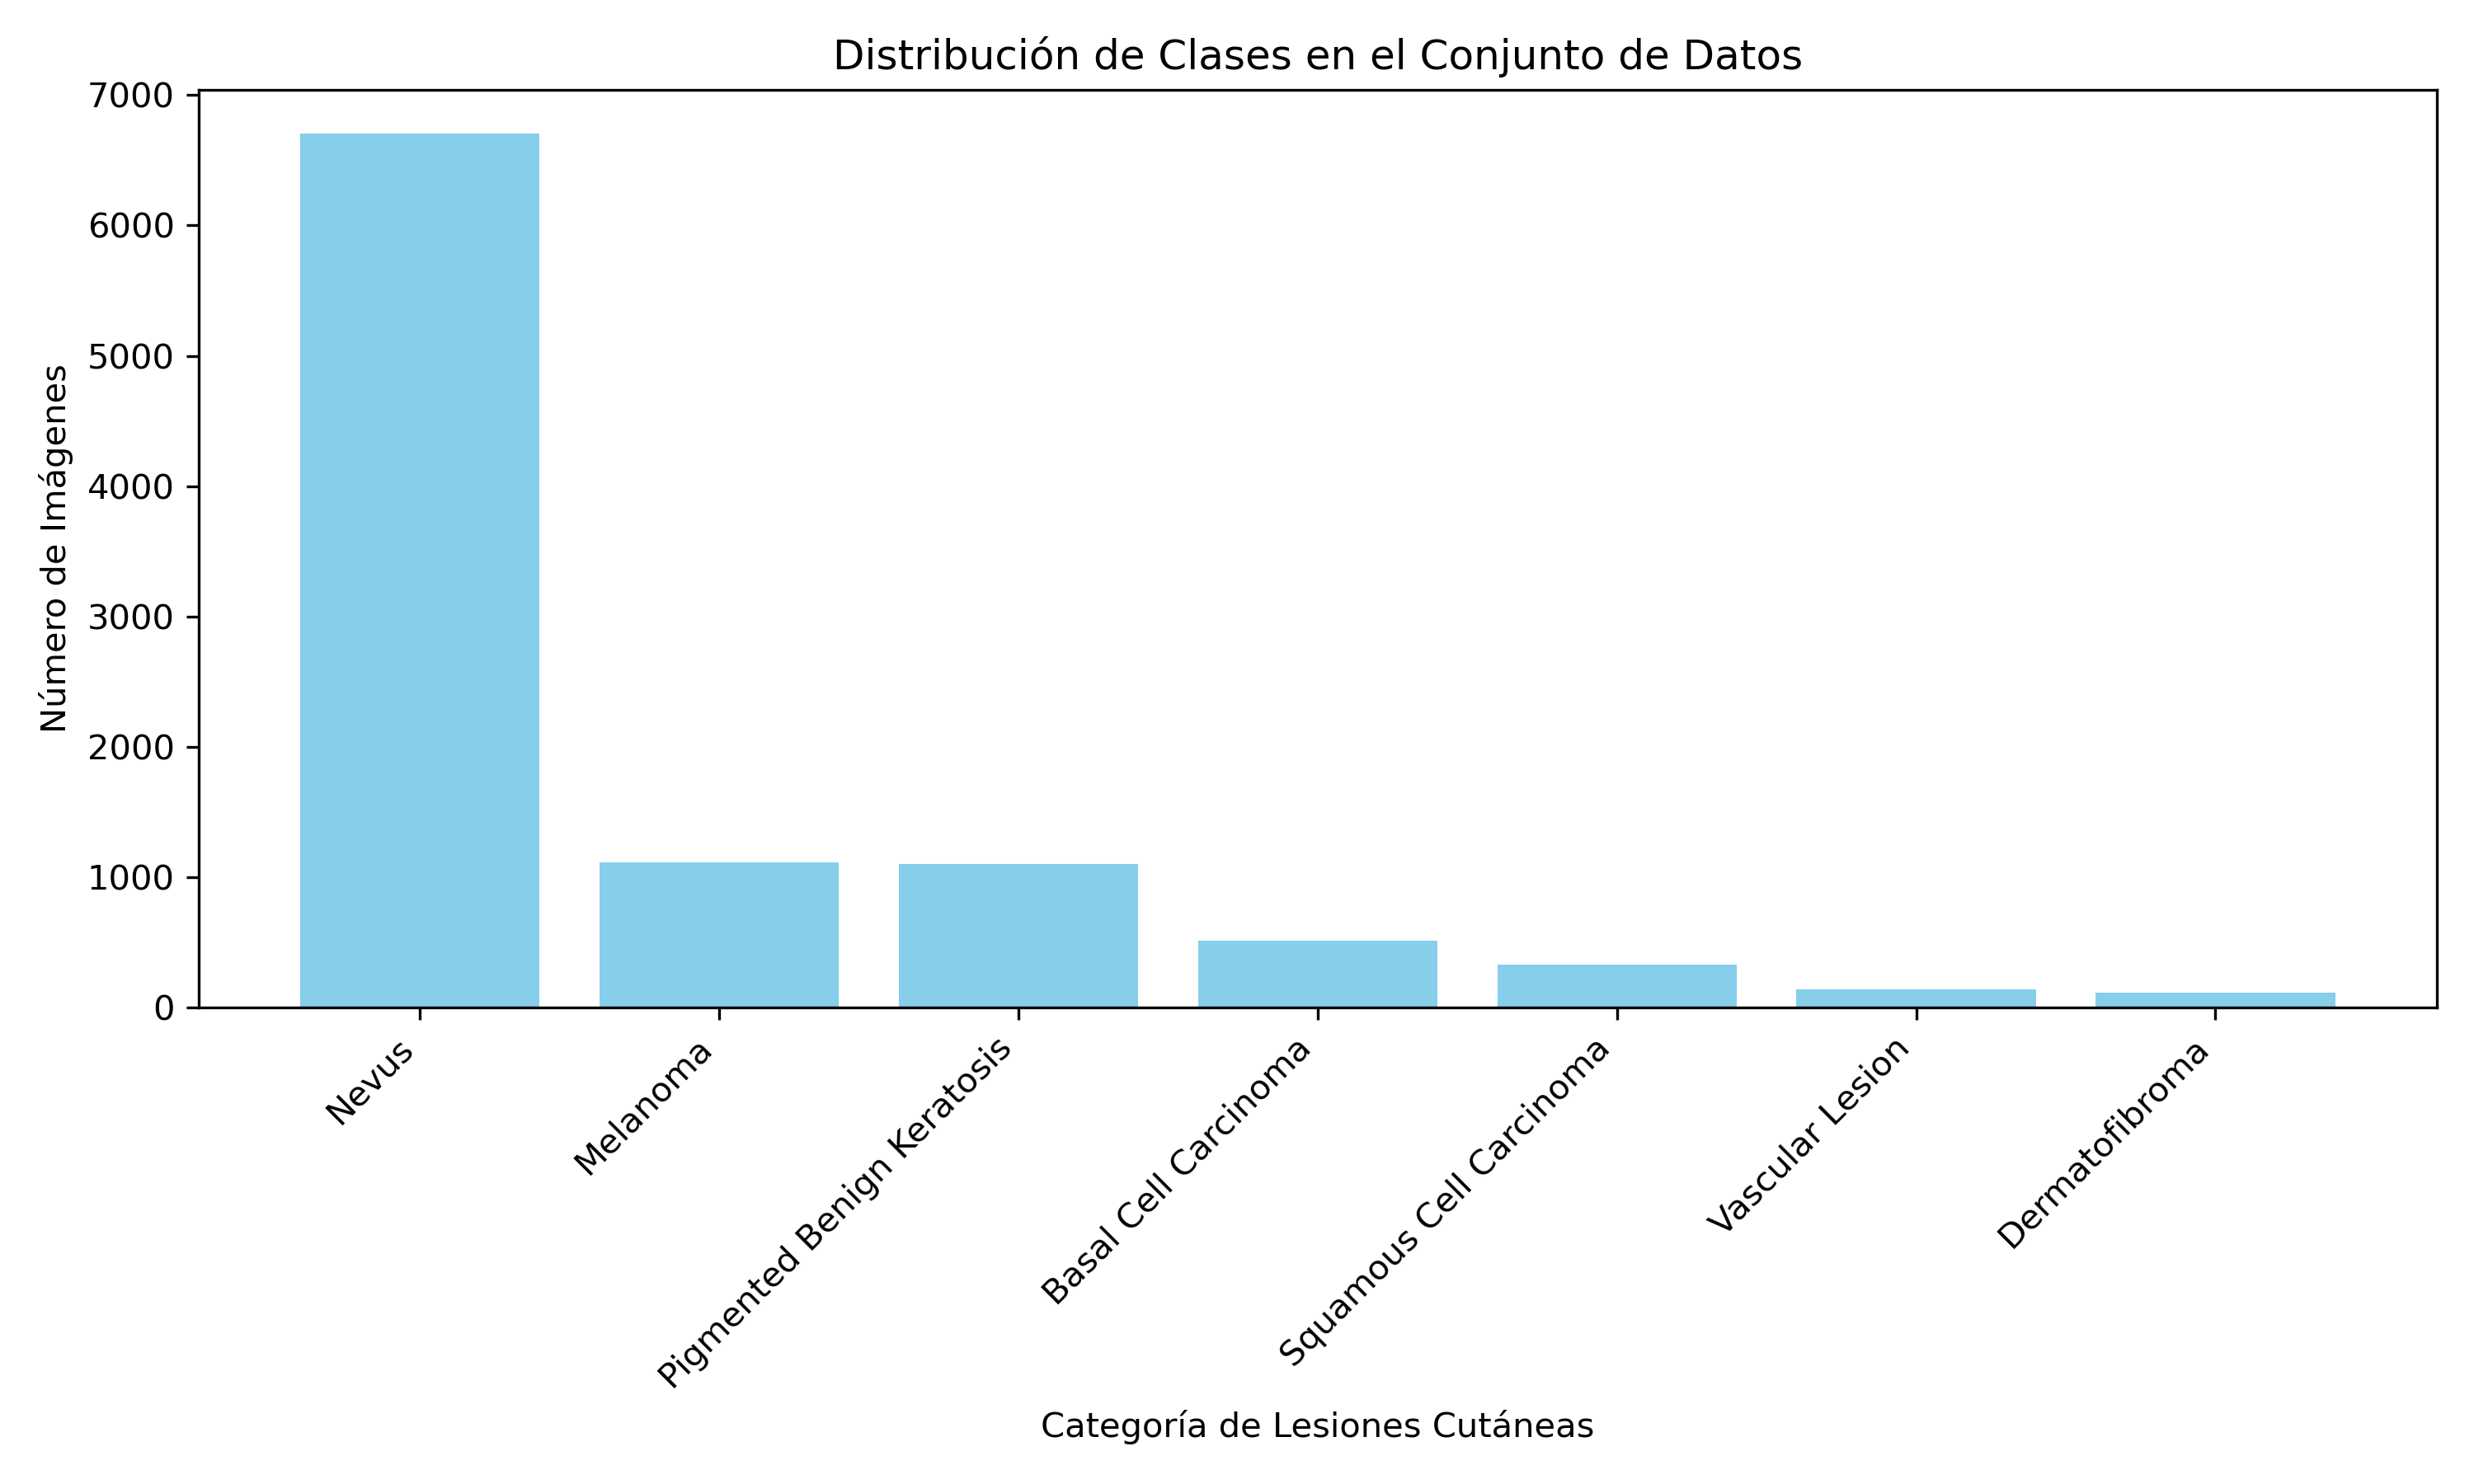 Distribución de Clases en el Conjunto de Datos
Número de Imágenes
7000
6000
5000
4000
3000
2000
1000
0
Nevus
Melanoma
Pigmented Benign Keratosis
Basal Cell Carcinoma
Squamous Cell Carcinoma
Vascular Lesion
Dermatofibroma
Categoría de Lesiones Cutáneas